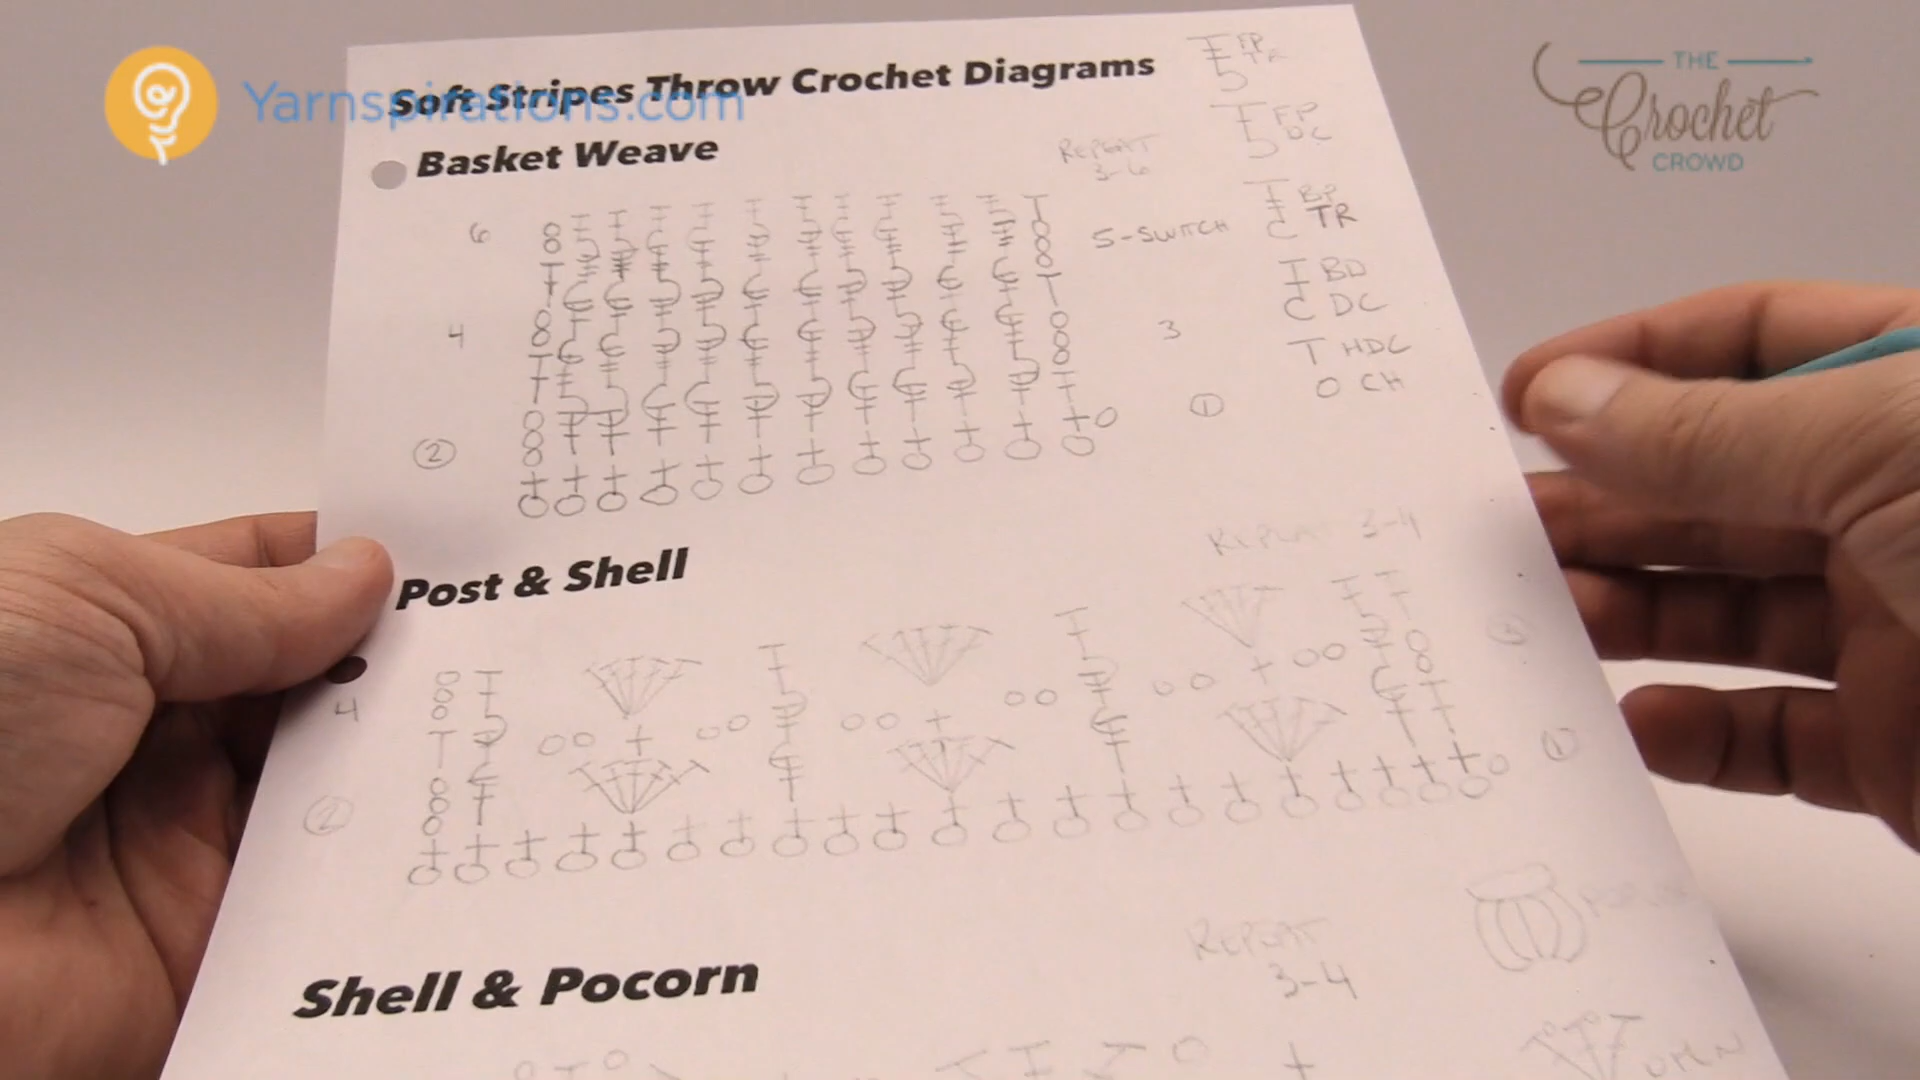 Yarnspirations.com
THE
Crochet
CROWD
Soft Stripes Throw Crochet Diagrams
Basket Weave
FP
TR
FP
DC
REPEAT
3-6
BP
TR
6
5-SWITCH
BD
DC
4
3
HDC
O CH
1
2
Post & Shell
REPEAT 3-4
4
2
1
Shell & Pocorn
REPEAT
3-4